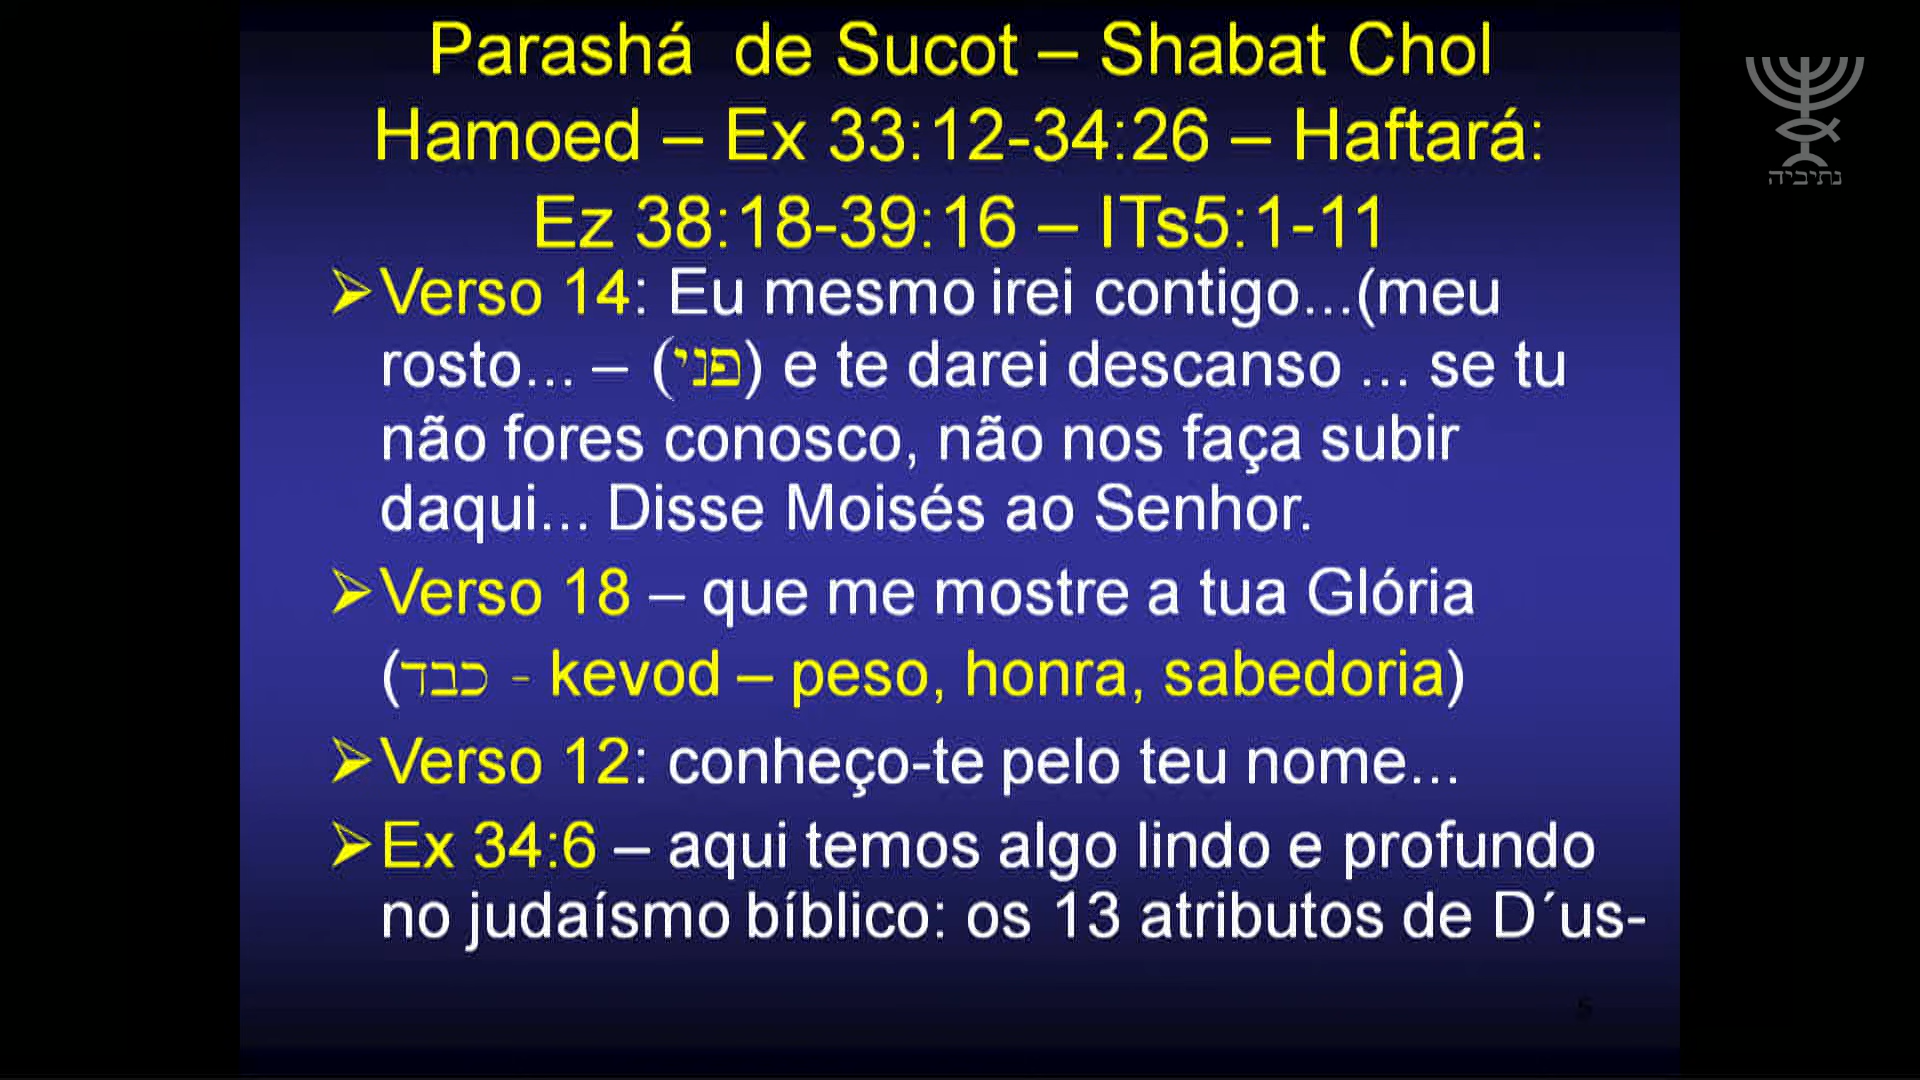 Parashá de Sucot – Shabat Chol
Hamoed – Ex 33:12-34:26 – Haftará:
Ez 38:18-39:16 – ITs5:1-11
נתיביה
➢Verso 14: Eu mesmo irei contigo...(meu
rosto... – (פני) e te darei descanso ... se tu
não fores conosco, não nos faça subir
daqui... Disse Moisés ao Senhor.
➢Verso 18 – que me mostre a tua Glória
(כבד - kevod – peso, honra, sabedoria)
➢Verso 12: conheço-te pelo teu nome...
➢Ex 34:6 – aqui temos algo lindo e profundo
no judaísmo bíblico: os 13 atributos de D´us-
5